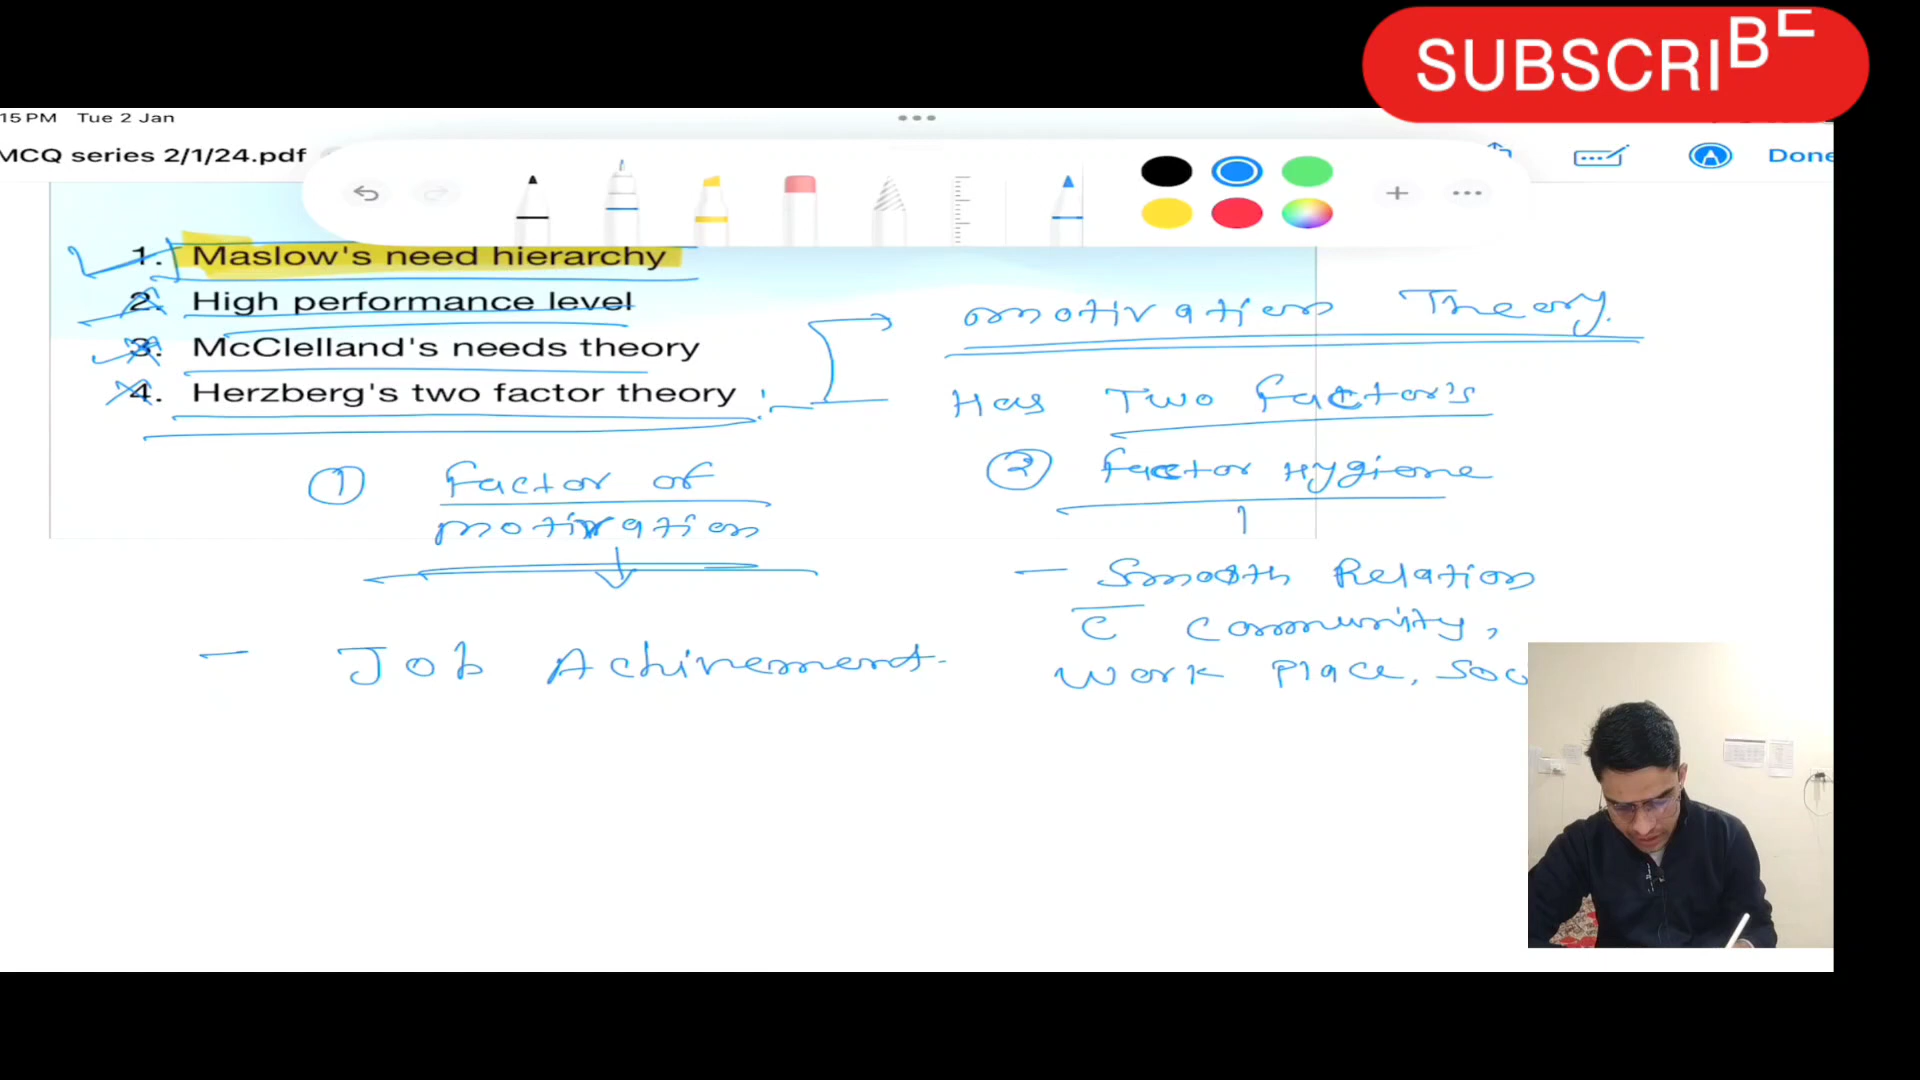 SUBSCRIBE
15 PM Tue 2 Jan
MCQ series 2/1/24.pdf
Done
1. Maslow's need hierarchy
2. High performance level
3. McClelland's needs theory
4. Herzberg's two factor theory
motivation Theory.
Has Two factor's
① factor of
motivation
② factor Hygiene
- Smooth Relation
c̅ community,
work place, soc
- Job Achivement.